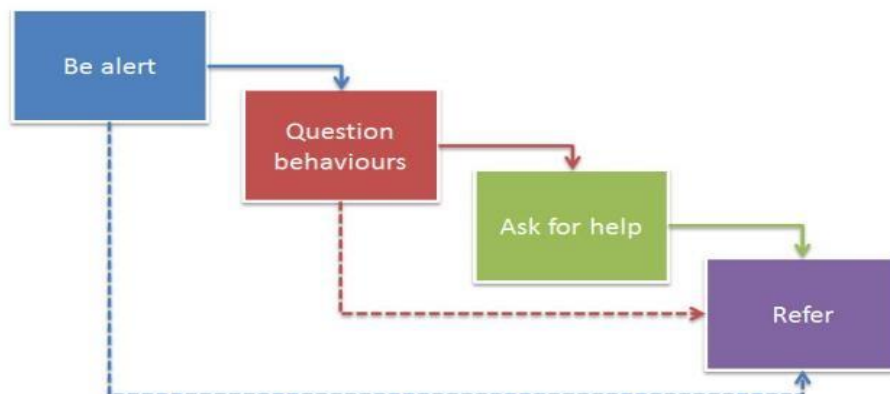 Be alert
Question
behaviours
Ask for help
Refer